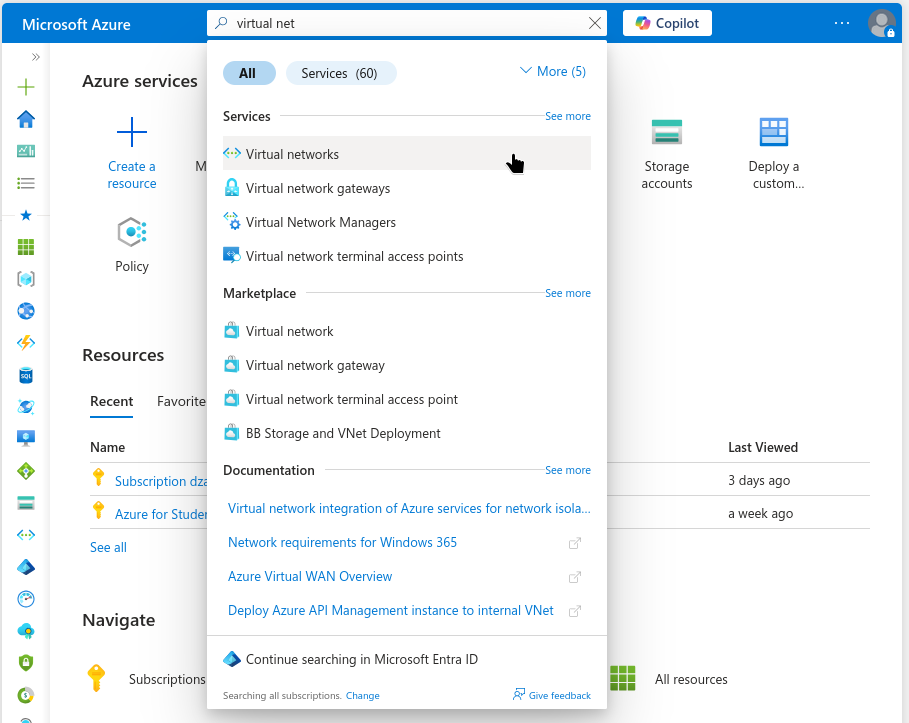 Microsoft Azure
virtual net
Copilot
Azure services
Create a
resource
M
Storage
accounts
Deploy a
custom...
Policy
All
Services (60)
More (5)
Services
See more
Virtual networks
Virtual network gateways
Virtual Network Managers
Virtual network terminal access points
Marketplace
See more
Virtual network
Virtual network gateway
Virtual network terminal access point
BB Storage and VNet Deployment
Documentation
See more
Virtual network integration of Azure services for network isola...
Network requirements for Windows 365
Azure Virtual WAN Overview
Deploy Azure API Management instance to internal VNet
Continue searching in Microsoft Entra ID
Searching all subscriptions. Change
Give feedback
Resources
Recent
Favorite
Name
Last Viewed
Subscription dza
3 days ago
Azure for Studen
a week ago
See all
Navigate
Subscriptions
All resources
SQL